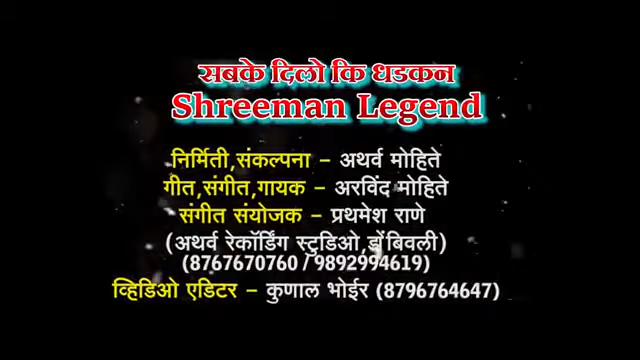 सबके दिलो कि धडकन
Shreeman Legend
निर्मिती,संकल्पना – अथर्व मोहिते
गीत,संगीत,गायक – अरविंद मोहिते
संगीत संयोजक – प्रथमेश राणे
(अथर्व रेकॉर्डिंग स्टुडिओ,डोंबिवली)
(8767670760 / 9892994619)
व्हिडिओ एडिटर – कुणाल भोईर (8796764647)